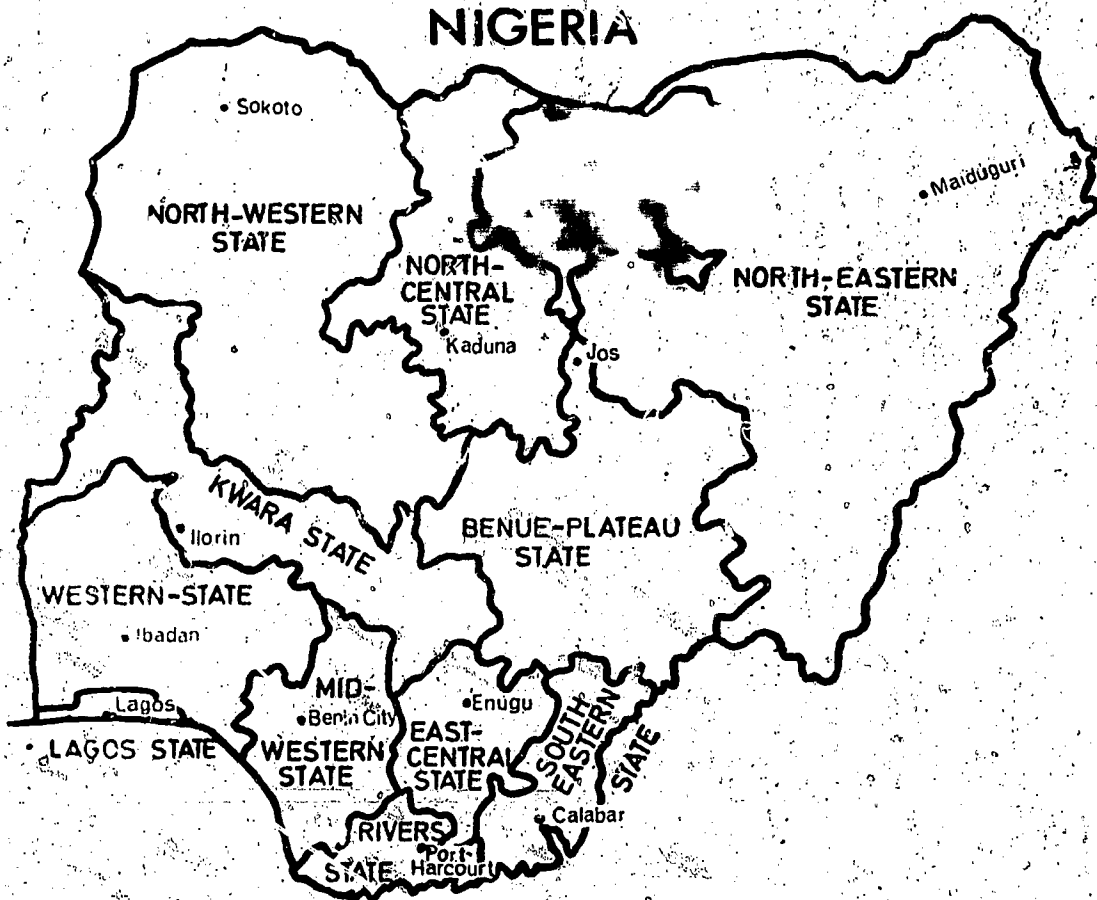 NIGERIA
Sokoto
Maiduguri
NORTH-WESTERN
STATE
NORTH-
CENTRAL
STATE
NORTH-EASTERN
STATE
Kaduna
Jos
KWARA STATE
Ilorin
BENUE-PLATEAU
STATE
WESTERN-STATE
Ibadan
MID-
WESTERN
STATE
Benin City
Enugu
EAST-
CENTRAL
STATE
SOUTH
EASTERN
STATE
Lagos
LAGOS STATE
Calabar
RIVERS
STATE
Port-
Harcourt